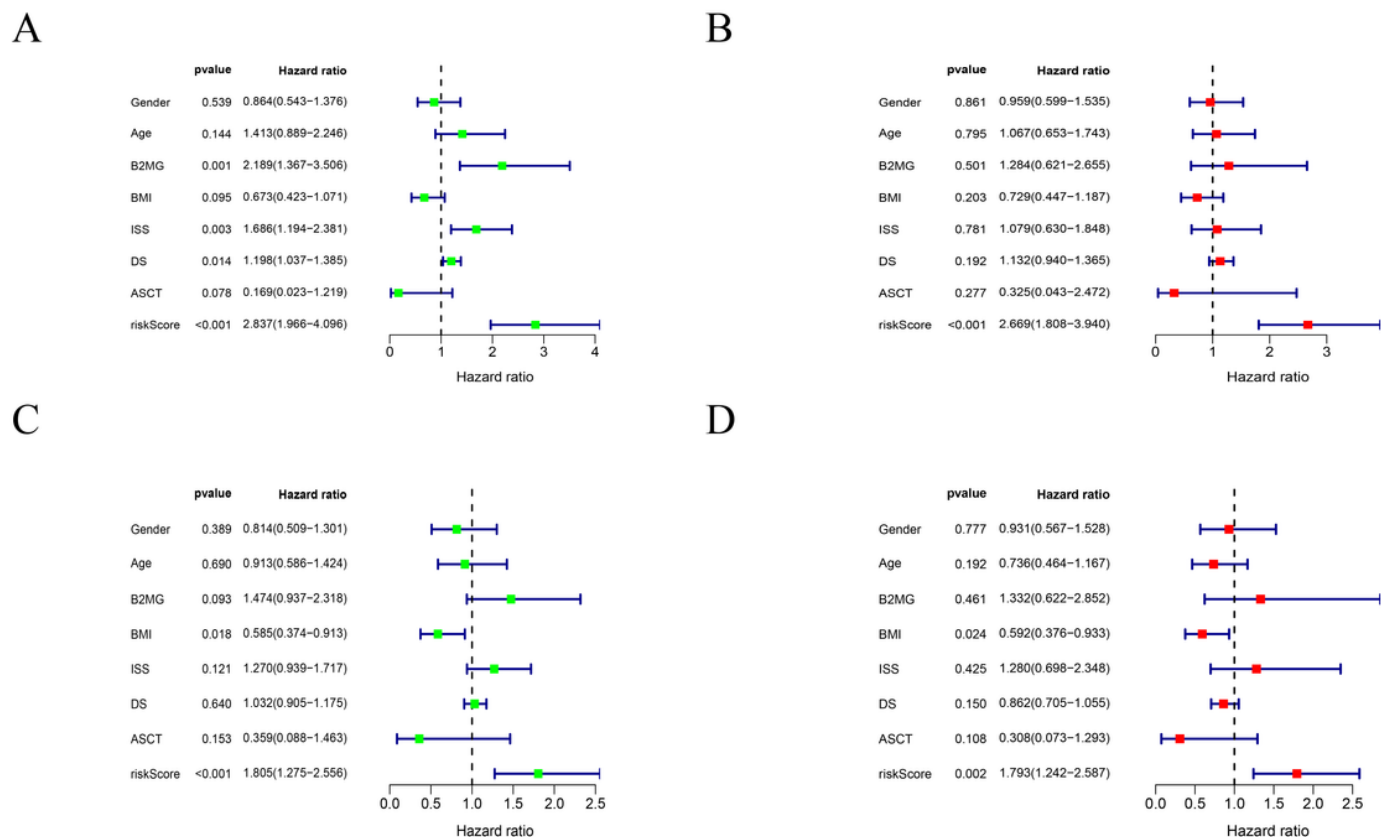 A
pvalue Hazard ratio
Gender 0.539 0.864(0.543−1.376)
Age 0.144 1.413(0.889−2.246)
B2MG 0.001 2.189(1.367−3.506)
BMI 0.095 0.673(0.423−1.071)
ISS 0.003 1.686(1.194−2.381)
DS 0.014 1.198(1.037−1.385)
ASCT 0.078 0.169(0.023−1.219)
riskScore <0.001 2.837(1.966−4.096)
0 1 2 3 4
Hazard ratio
B
pvalue Hazard ratio
Gender 0.861 0.959(0.599−1.535)
Age 0.795 1.067(0.653−1.743)
B2MG 0.501 1.284(0.621−2.655)
BMI 0.203 0.729(0.447−1.187)
ISS 0.781 1.079(0.630−1.848)
DS 0.192 1.132(0.940−1.365)
ASCT 0.277 0.325(0.043−2.472)
riskScore <0.001 2.669(1.808−3.940)
0 1 2 3
Hazard ratio
C
pvalue Hazard ratio
Gender 0.389 0.814(0.509−1.301)
Age 0.690 0.913(0.586−1.424)
B2MG 0.093 1.474(0.937−2.318)
BMI 0.018 0.585(0.374−0.913)
ISS 0.121 1.270(0.939−1.717)
DS 0.640 1.032(0.905−1.175)
ASCT 0.153 0.359(0.088−1.463)
riskScore <0.001 1.805(1.275−2.556)
0.0 0.5 1.0 1.5 2.0 2.5
Hazard ratio
D
pvalue Hazard ratio
Gender 0.777 0.931(0.567−1.528)
Age 0.192 0.736(0.464−1.167)
B2MG 0.461 1.332(0.622−2.852)
BMI 0.024 0.592(0.376−0.933)
ISS 0.425 1.280(0.698−2.348)
DS 0.150 0.862(0.705−1.055)
ASCT 0.108 0.308(0.073−1.293)
riskScore 0.002 1.793(1.242−2.587)
0.0 0.5 1.0 1.5 2.0 2.5
Hazard ratio